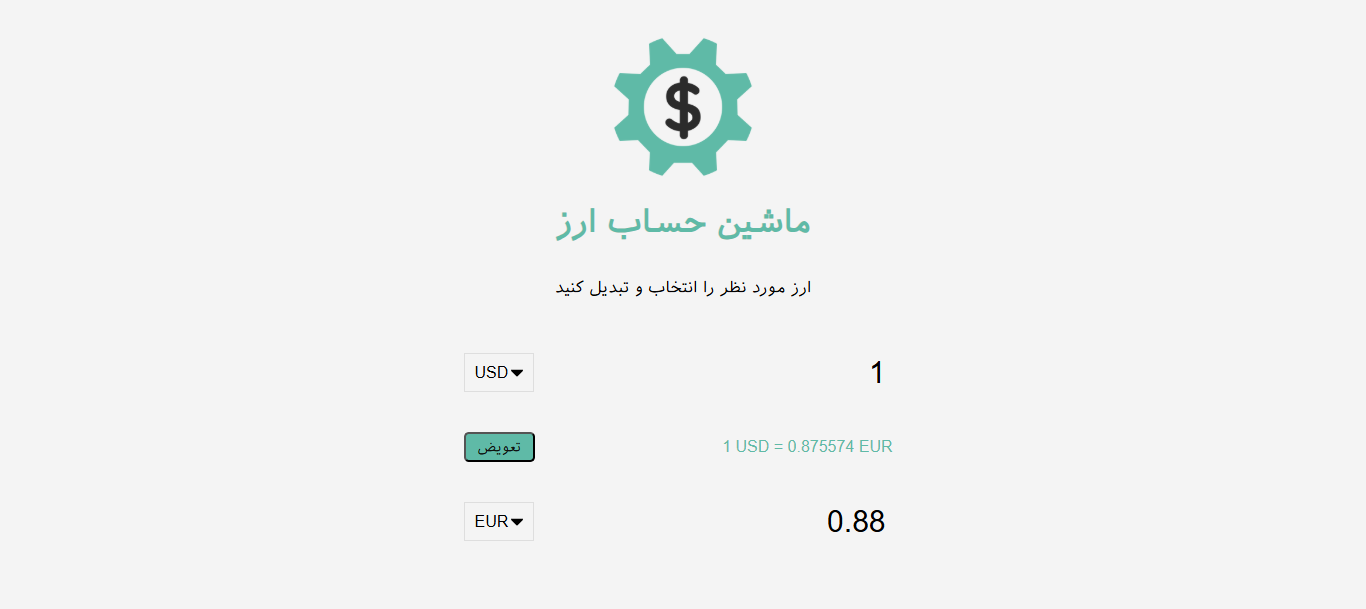 $
ماشین حساب ارز
ارز مورد نظر را انتخاب و تبدیل کنید
1 USD
1 USD = 0.875574 EUR تعویض
0.88 EUR